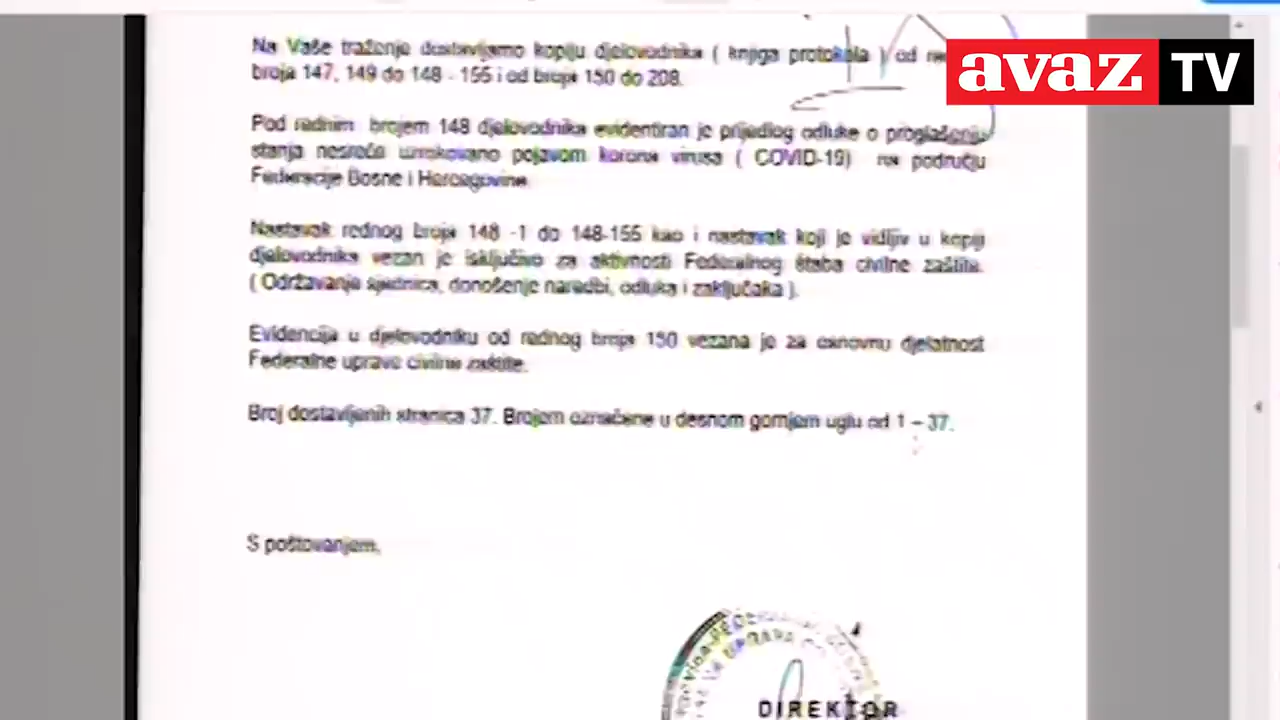 avaz TV
Na Vaše traženje dostavljamo kopiju djelovodnika ( knjiga protokola ) od
broja 147, 149 do 148 - 155 i od broja 150 do 208.
Pod rednim brojem 148 djelovodnika evidentiran je prijedlog odluke o proglašenju
stanja nesreće uzrokovano pojavom korona virusa ( COVID-19) na području
Federacije Bosne i Hercegovine.
Nastavak rednog broja 148 -1 do 148-155 kao i nastavak koji je vidljiv u kopiji
djelovodnika vezan je isključivo za aktivnosti Federalnog štaba civilne zaštite.
( Održavanje sjednica, donošenje naredbi, odluka i zaključaka ).
Evidencija u djelovodniku od rednog broja 150 vezana je za osnovnu djelatnost
Federalne uprave civilne zaštite.
Broj dostavljenih stranica 37. Brojem označene u desnom gornjem uglu od 1 – 37.
S poštovanjem,
DIREKTOR